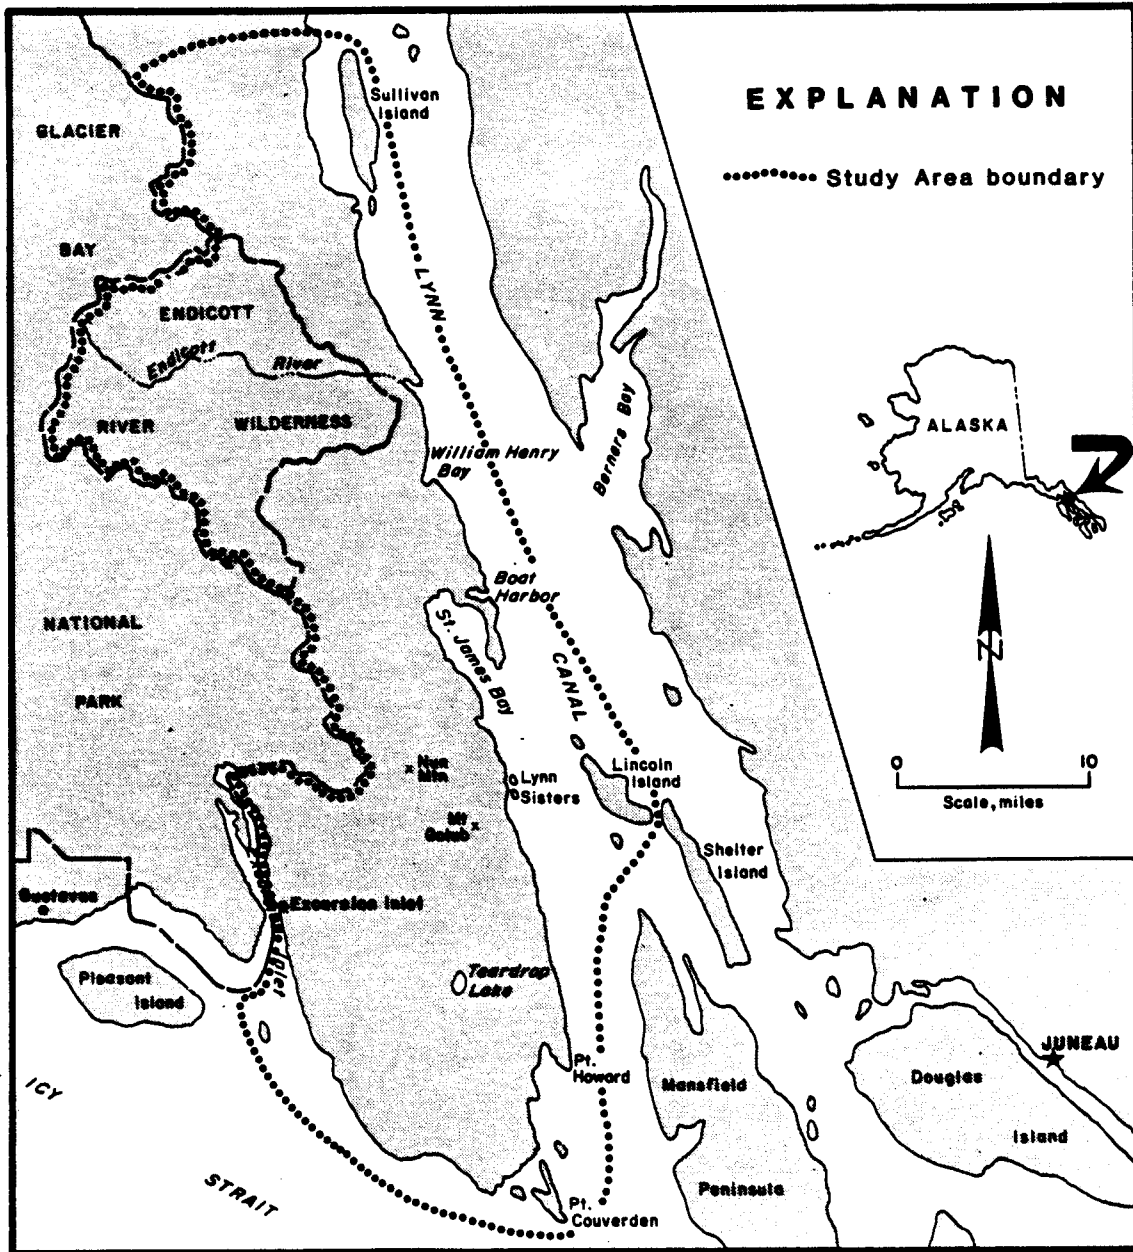 EXPLANATION
Study Area boundary
Sullivan
Island
GLACIER
BAY
LYNN
ENDICOTT
Endicott
River
RIVER
WILDERNESS
Berners Bay
William Henry
Bay
ALASKA
Boat
Harbor
St. James Bay
NATIONAL
PARK
CANAL
N
0
10
Scale, miles
Nun
Mtn
Lynn
Sisters
Lincoln
Island
Mt
Golub
Shelter
Island
Gustavus
Excursion Inlet
Inlet
Pleasant
Island
Teardrop
Lake
Pt.
Howard
Mansfield
Peninsula
Douglas
Island
JUNEAU
ICY
STRAIT
Pt.
Couverden